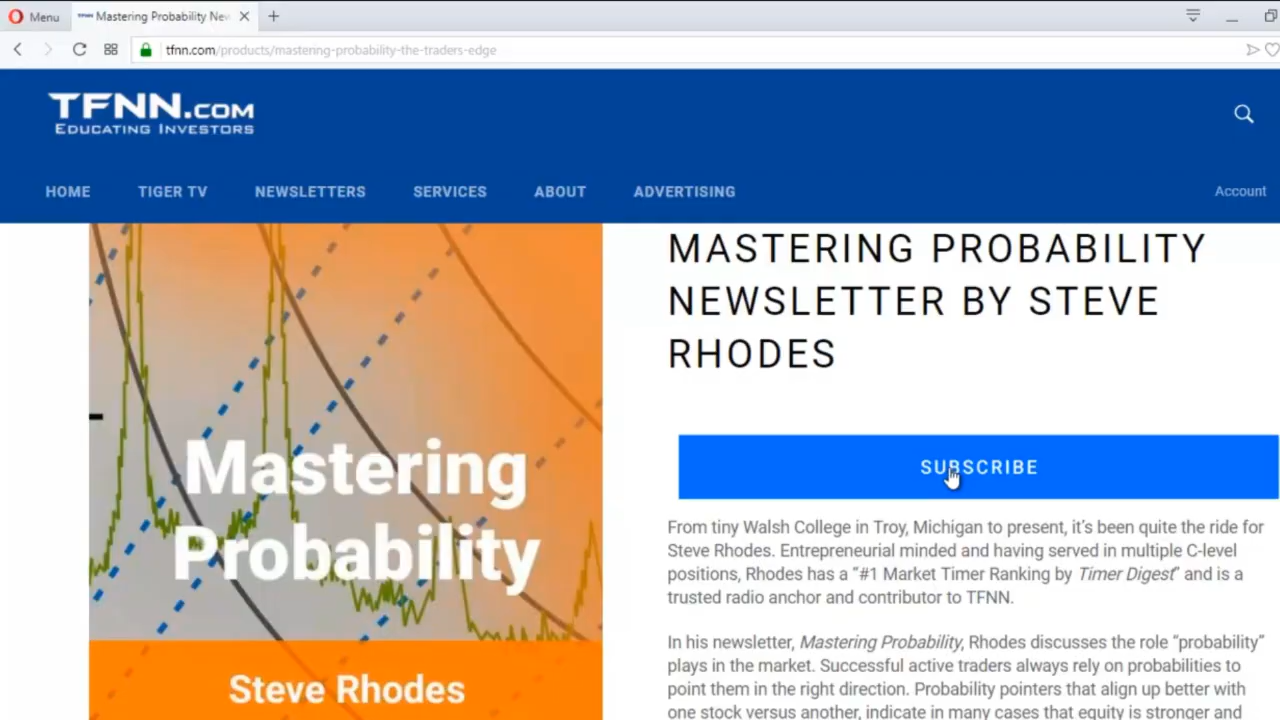 Menu
Mastering Probability New
tfnn.com/products/mastering-probability-the-traders-edge
TFNN.COM
EDUCATING INVESTORS
HOME TIGER TV NEWSLETTERS SERVICES ABOUT ADVERTISING Account
Mastering
Probability
Steve Rhodes
MASTERING PROBABILITY
NEWSLETTER BY STEVE
RHODES
SUBSCRIBE
From tiny Walsh College in Troy, Michigan to present, it's been quite the ride for
Steve Rhodes. Entrepreneurial minded and having served in multiple C-level
positions, Rhodes has a “#1 Market Timer Ranking by Timer Digest” and is a
trusted radio anchor and contributor to TFNN.
In his newsletter, Mastering Probability, Rhodes discusses the role “probability”
plays in the market. Successful active traders always rely on probabilities to
point them in the right direction. Probability pointers that align up better with
one stock versus another, indicate in many cases that equity is stronger and